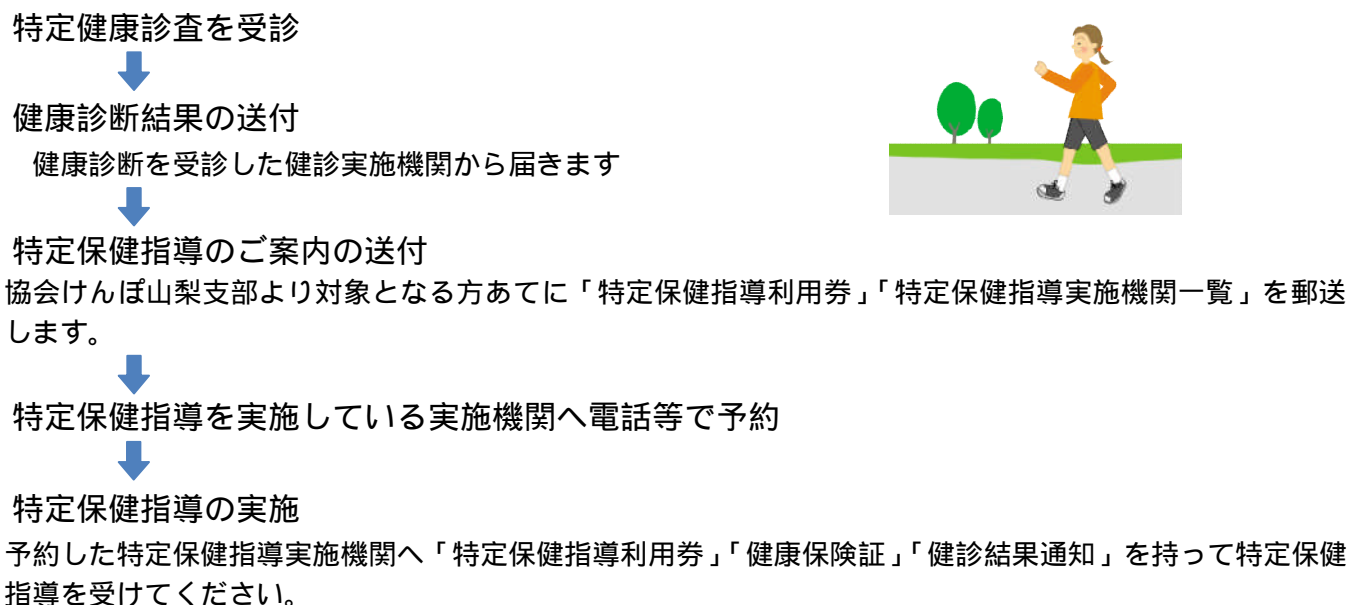 特定健康診査を受診
健康診断結果の送付
健康診断を受診した健診実施機関から届きます
特定保健指導のご案内の送付
協会けんぽ山梨支部より対象となる方あてに「特定保健指導利用券」「特定保健指導実施機関一覧」を郵送
します。
特定保健指導を実施している実施機関へ電話等で予約
特定保健指導の実施
予約した特定保健指導実施機関へ「特定保健指導利用券」「健康保険証」「健診結果通知」を持って特定保健
指導を受けてください。